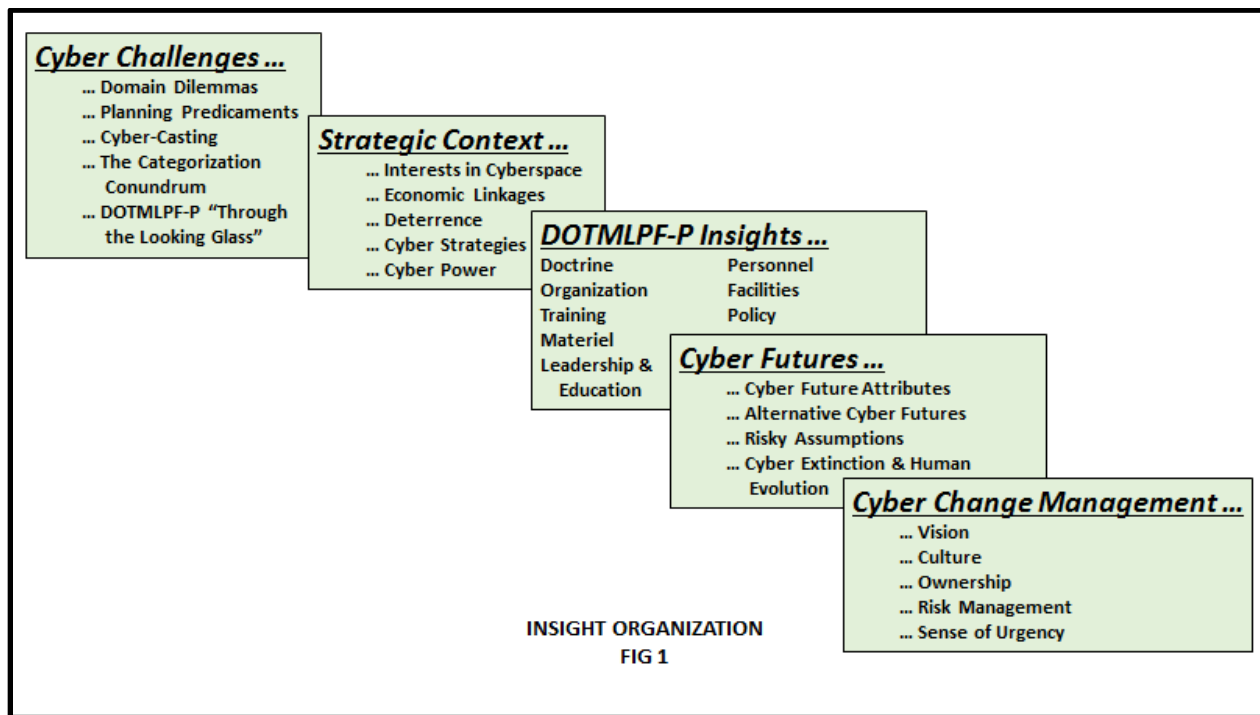 Cyber Challenges ...
... Domain Dilemmas
... Planning Predicaments
... Cyber-Casting
... The Categorization
Conundrum
... DOTMLPF-P “Through
the Looking Glass”
Strategic Context ...
... Interests in Cyberspace
... Economic Linkages
... Deterrence
... Cyber Strategies
... Cyber Power
DOTMLPF-P Insights ...
Doctrine
Organization
Training
Materiel
Leadership &
Education
Personnel
Facilities
Policy
Cyber Futures ...
... Cyber Future Attributes
... Alternative Cyber Futures
... Risky Assumptions
... Cyber Extinction & Human
Evolution
Cyber Change Management ...
... Vision
... Culture
... Ownership
... Risk Management
... Sense of Urgency
INSIGHT ORGANIZATION
FIG 1